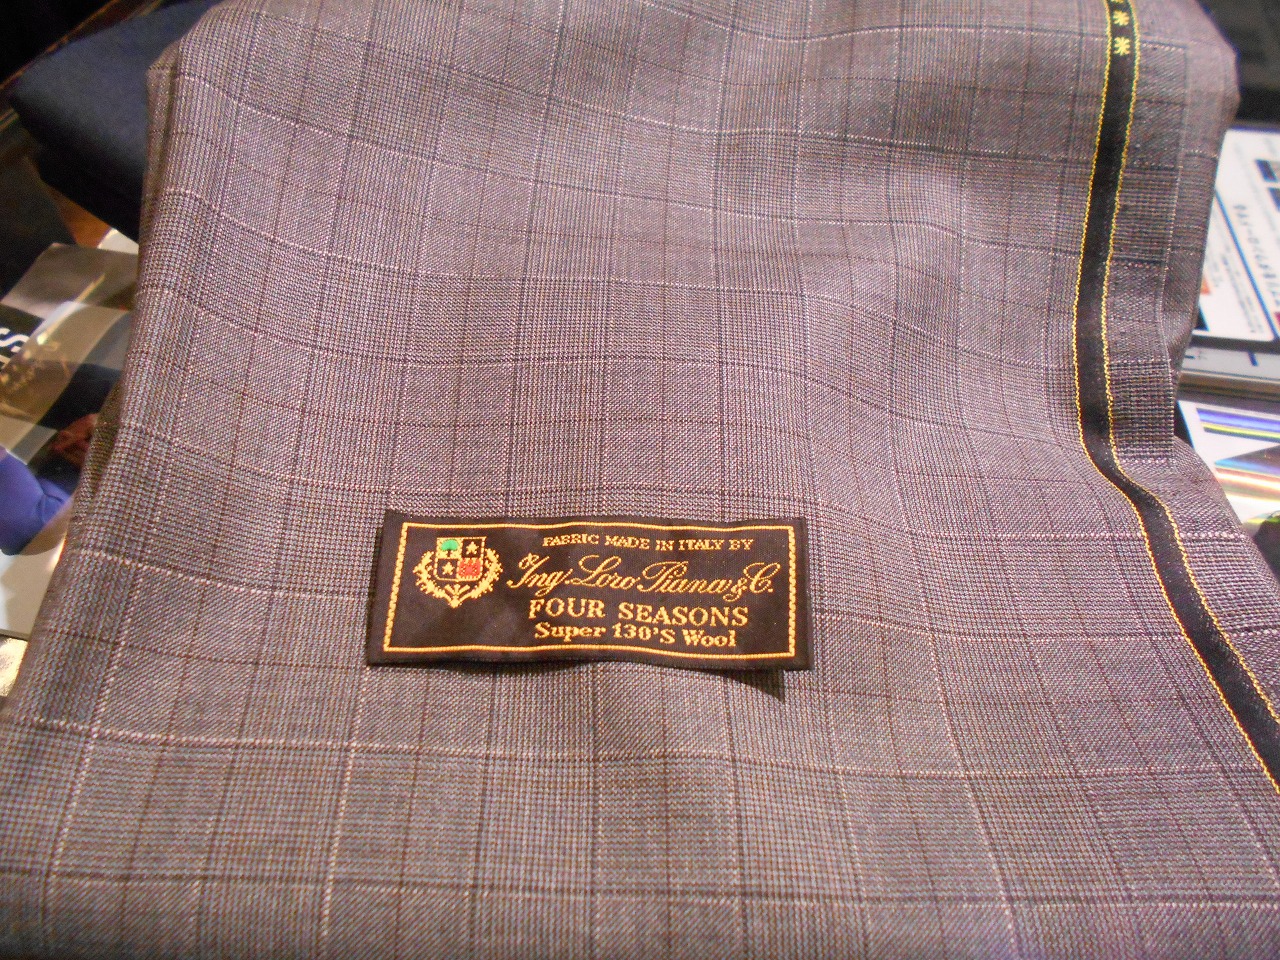 FABRIC MADE IN ITALY BY
Ing. Loro Piana & C.
FOUR SEASONS
Super 130'S Wool